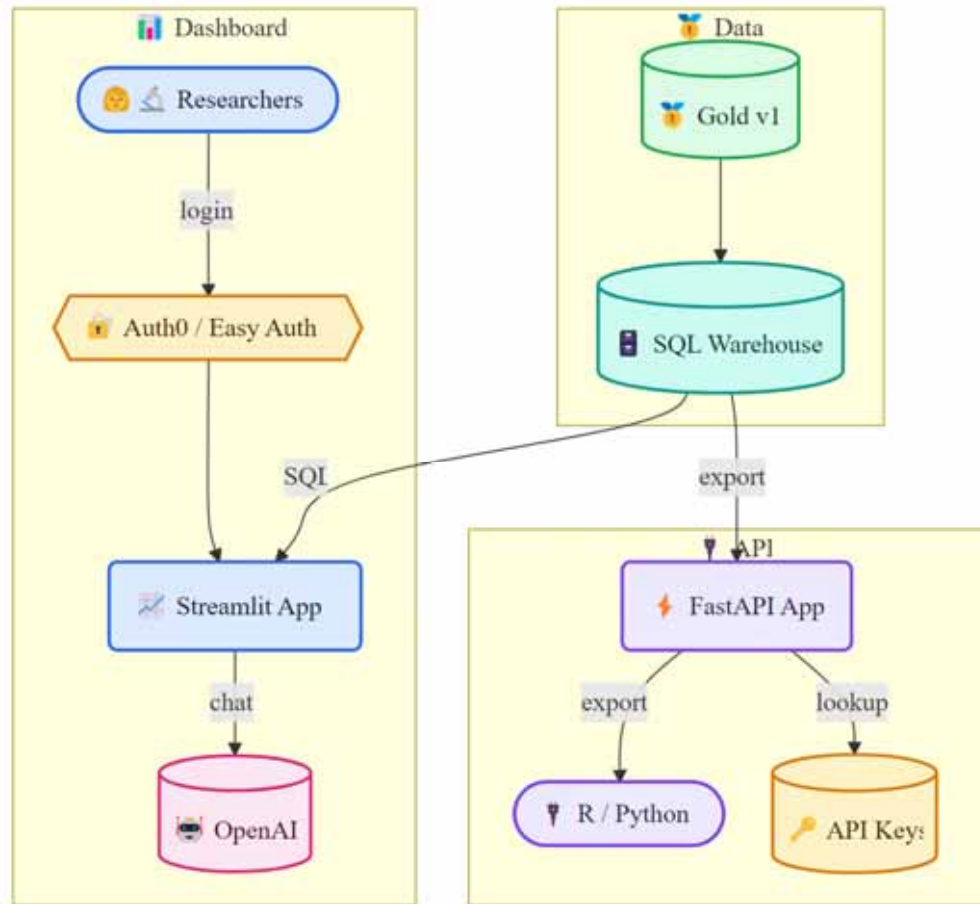 Dashboard
Researchers
login
Auth0 / Easy Auth
SQL
Streamlit App
chat
OpenAI
Data
Gold v1
SQL Warehouse
export
API
FastAPI App
export
lookup
R / Python
API Keys